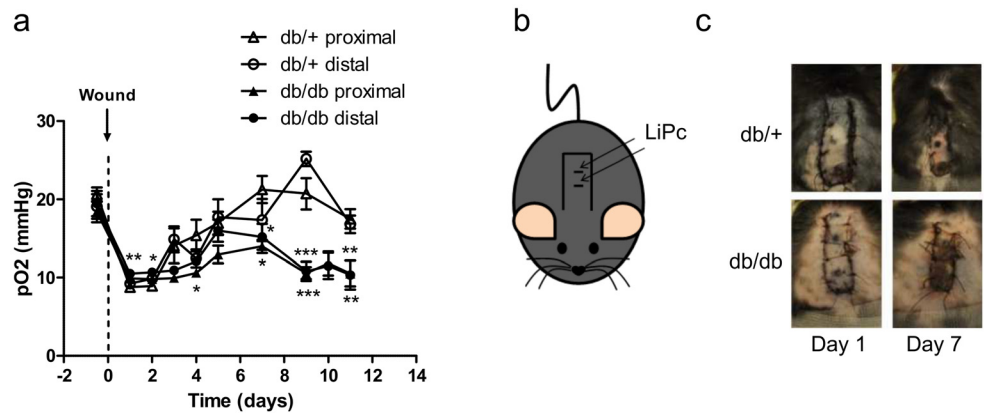 a
db/+ proximal
db/+ distal
db/db proximal
db/db distal
Wound
30
20
10
0
pO2 (mmHg)
** *
*
*
*
***
***
**
**
-2 0 2 4 6 8 10 12 14
Time (days)
b
LiPc
c
db/+
db/db
Day 1 Day 7